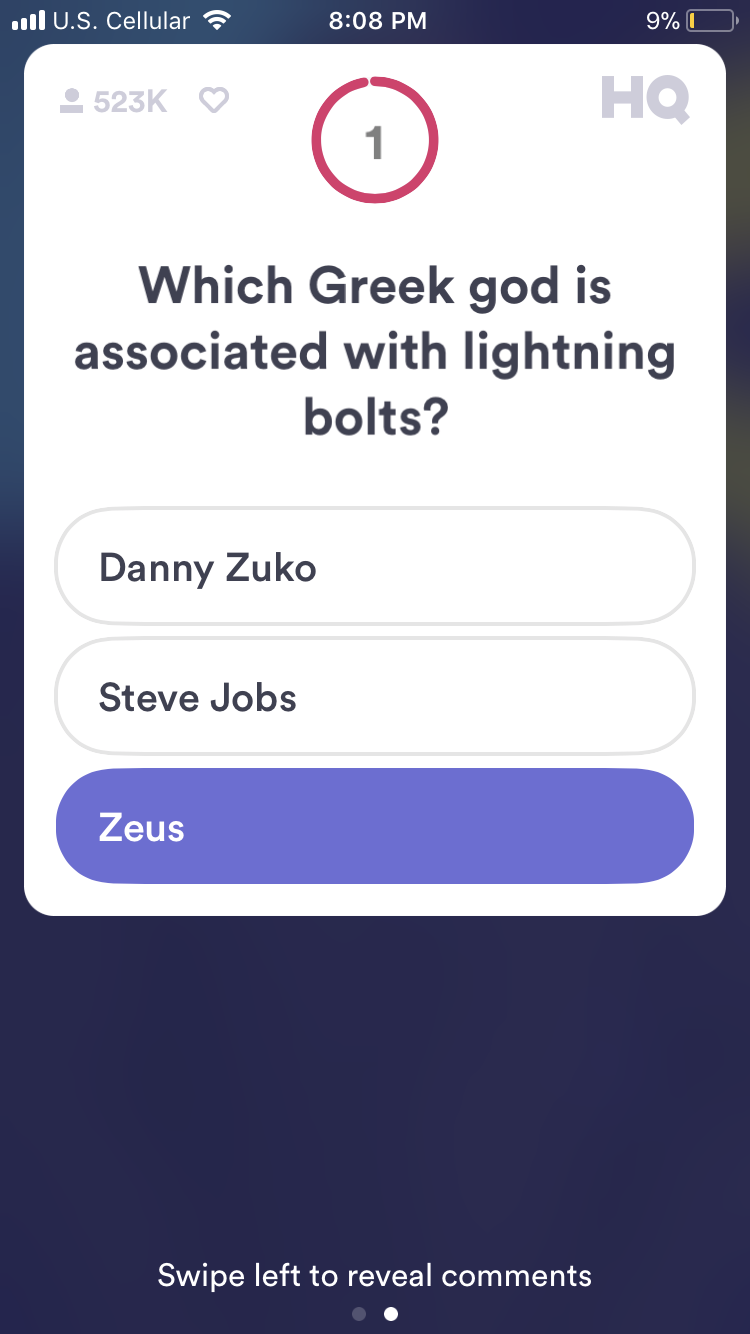 U.S. Cellular 8:08 PM 9%
523K HQ
1
Which Greek god is
associated with lightning
bolts?
Danny Zuko
Steve Jobs
Zeus
Swipe left to reveal comments